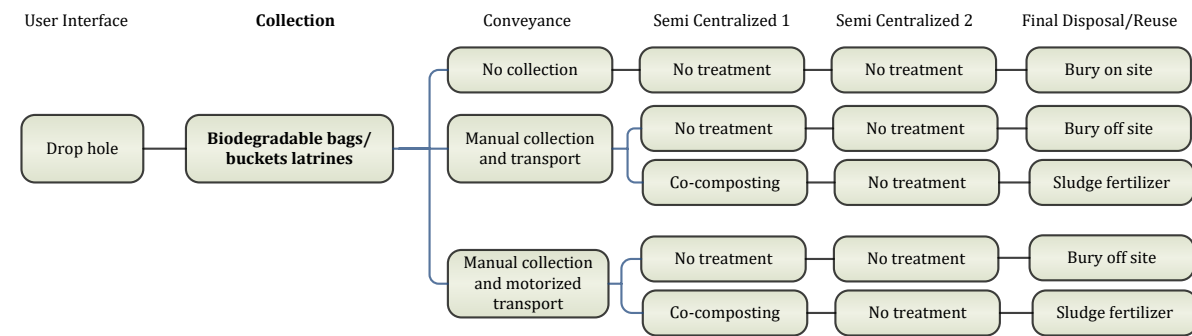 User Interface
Collection
Conveyance
Semi Centralized 1
Semi Centralized 2
Final Disposal/Reuse
No collection
No treatment
No treatment
Bury on site
Drop hole
Biodegradable bags/
buckets latrines
Manual collection
and transport
No treatment
No treatment
Bury off site
Co-composting
No treatment
Sludge fertilizer
Manual collection
and motorized
transport
No treatment
No treatment
Bury off site
Co-composting
No treatment
Sludge fertilizer